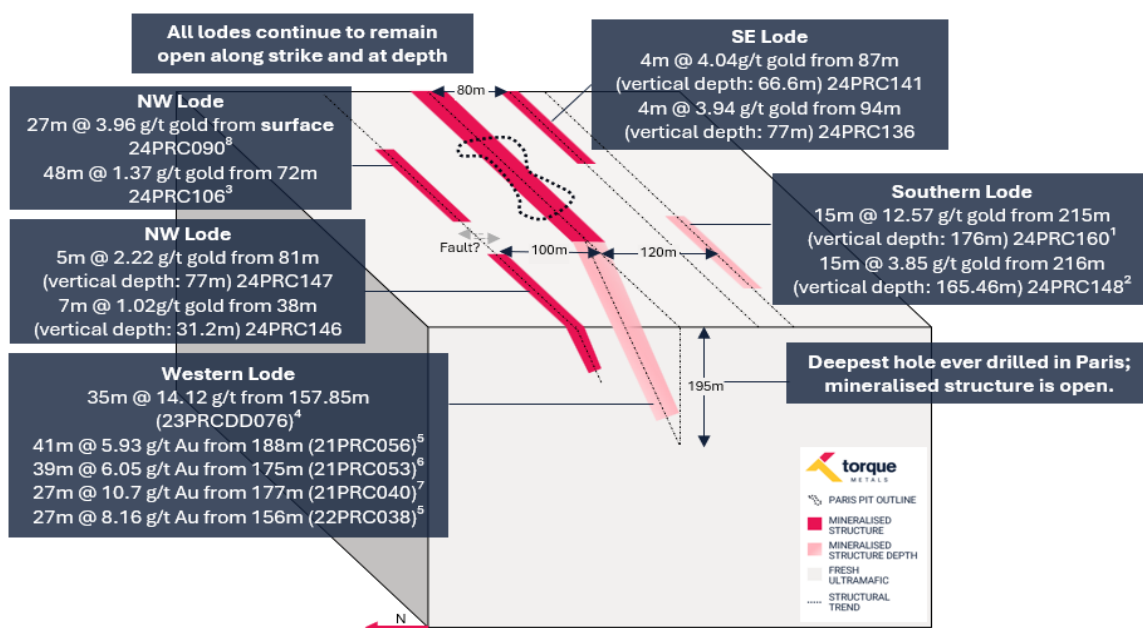 All lodes continue to remain
open along strike and at depth
SE Lode
4m @ 4.04g/t gold from 87m
(vertical depth: 66.6m) 24PRC141
4m @ 3.94 g/t gold from 94m
(vertical depth: 77m) 24PRC136
NW Lode
27m @ 3.96 g/t gold from surface
24PRC090⁸
48m @ 1.37 g/t gold from 72m
24PRC106³
80m
Southern Lode
15m @ 12.57 g/t gold from 215m
(vertical depth: 176m) 24PRC160¹
15m @ 3.85 g/t gold from 216m
(vertical depth: 165.46m) 24PRC148²
NW Lode
5m @ 2.22 g/t gold from 81m
(vertical depth: 77m) 24PRC147
7m @ 1.02g/t gold from 38m
(vertical depth: 31.2m) 24PRC146
Fault?
100m
120m
Western Lode
35m @ 14.12 g/t from 157.85m
(23PRCDD076)⁴
41m @ 5.93 g/t Au from 188m (21PRC056)⁵
39m @ 6.05 g/t Au from 175m (21PRC053)⁶
27m @ 10.7 g/t Au from 177m (21PRC040)⁷
27m @ 8.16 g/t Au from 156m (22PRC038)⁵
195m
Deepest hole ever drilled in Paris;
mineralised structure is open.
torque
METALS
PARIS PIT OUTLINE
MINERALISED
STRUCTURE
MINERALISED
STRUCTURE DEPTH
FRESH
ULTRAMAFIC
STRUCTURAL
TREND
N